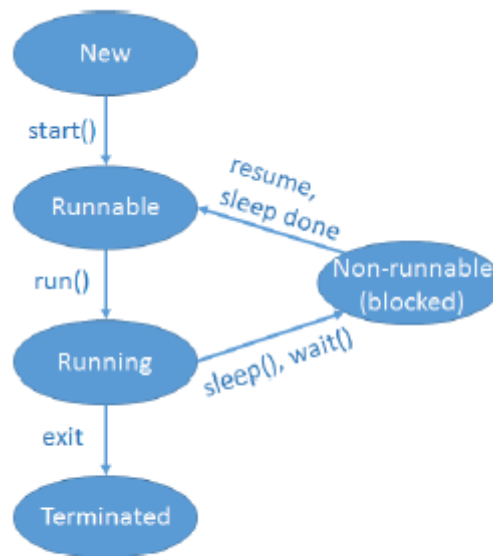 New
start()
resume,
sleep done
Runnable
Non-runnable
(blocked)
run()
Running
sleep(), wait()
exit
Terminated